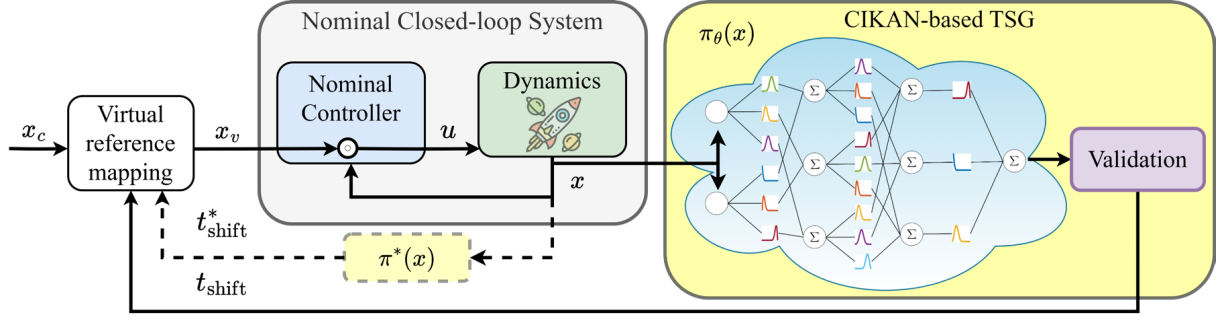 Nominal Closed-loop System
CIKAN-based TSG
π_θ(x)
Nominal
Controller
Dynamics
x_c
Virtual
reference
mapping
x_v
u
x
Σ Σ
Σ Σ Σ
Σ Σ
Validation
t*_shift
π*(x)
t_shift